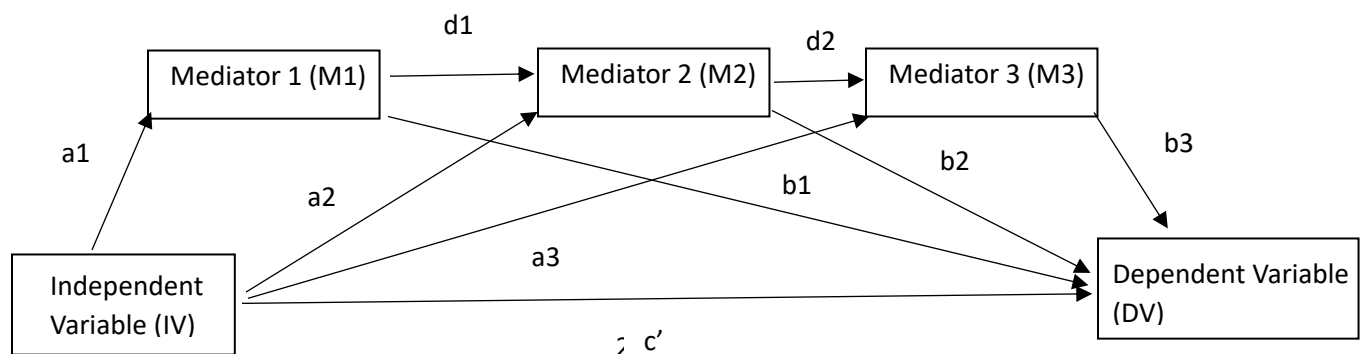 d1
d2
Mediator 1 (M1)
Mediator 2 (M2)
Mediator 3 (M3)
a1
a2
b1
b2
b3
a3
Independent
Variable (IV)
Dependent Variable
(DV)
c’